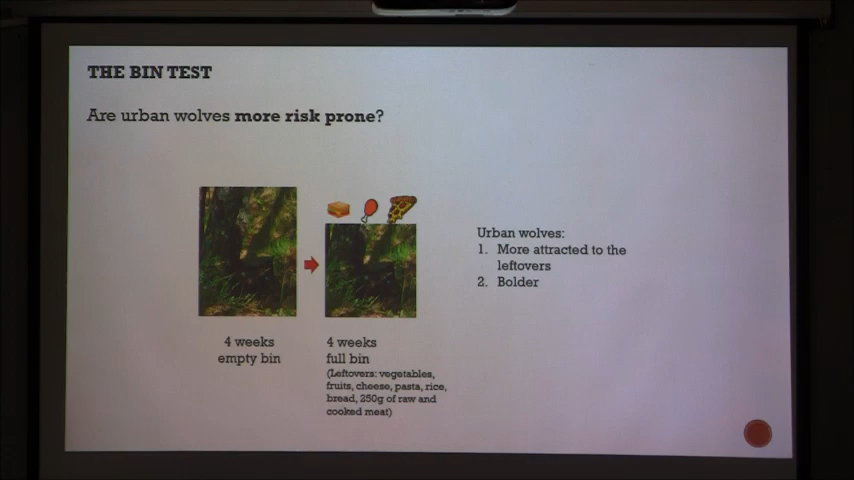 THE BIN TEST
Are urban wolves more risk prone?
Urban wolves:
1. More attracted to the
leftovers
2. Bolder
4 weeks
empty bin
4 weeks
full bin
(Leftovers: vegetables,
fruits, cheese, pasta, rice,
bread, 250g of raw and
cooked meat)